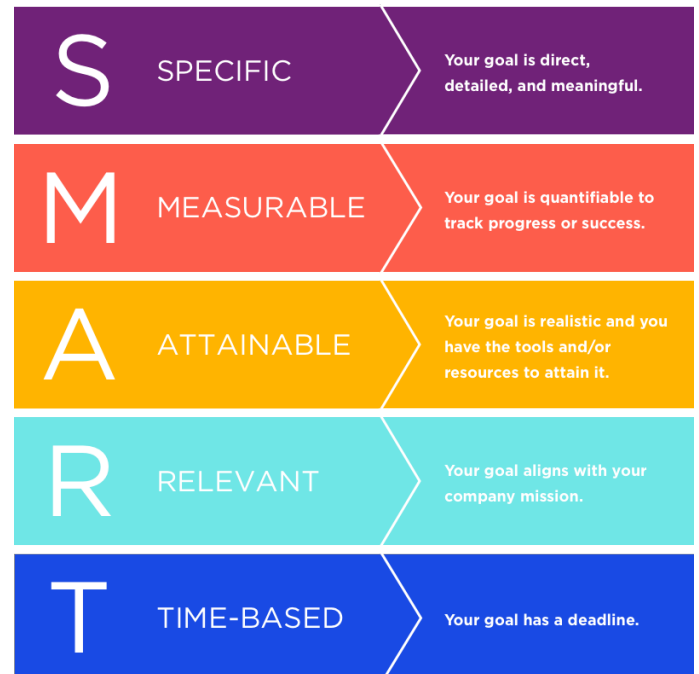 S SPECIFIC
Your goal is direct,
detailed, and meaningful.
M MEASURABLE
Your goal is quantifiable to
track progress or success.
A ATTAINABLE
Your goal is realistic and you
have the tools and/or
resources to attain it.
R RELEVANT
Your goal aligns with your
company mission.
T TIME-BASED
Your goal has a deadline.